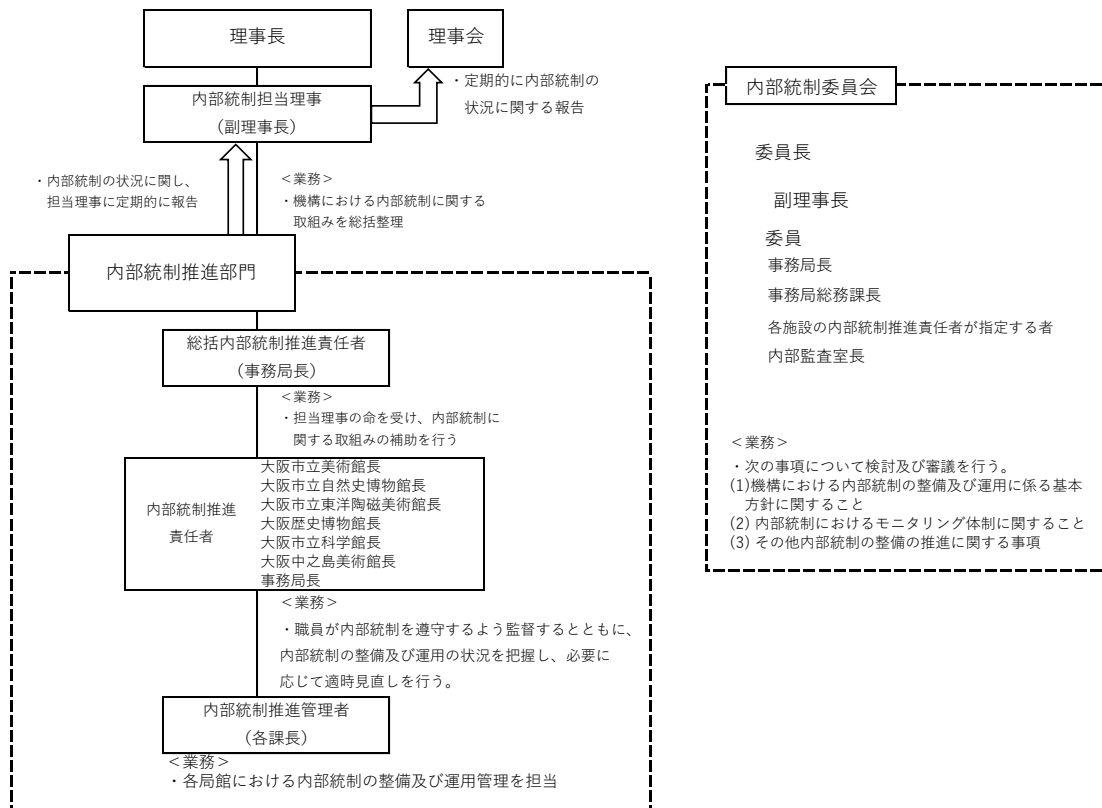 理事長
理事会
内部統制担当理事
（副理事長）
・定期的に内部統制の
状況に関する報告
・内部統制の状況に関し、
担当理事に定期的に報告
＜業務＞
・機構における内部統制に関する
取組みを総括整理
内部統制推進部門
総括内部統制推進責任者
（事務局長）
＜業務＞
・担当理事の命を受け、内部統制に
関する取組みの補助を行う
内部統制推進
責任者
大阪市立美術館長
大阪市立自然史博物館長
大阪市立東洋陶磁美術館長
大阪歴史博物館長
大阪市立科学館長
大阪中之島美術館長
事務局長
＜業務＞
・職員が内部統制を遵守するよう監督するとともに、
内部統制の整備及び運用の状況を把握し、必要に
応じて適時見直しを行う。
内部統制推進管理者
（各課長）
＜業務＞
・各局館における内部統制の整備及び運用管理を担当
内部統制委員会
委員長
副理事長
委員
事務局長
事務局総務課長
各施設の内部統制推進責任者が指定する者
内部監査室長
＜業務＞
・次の事項について検討及び審議を行う。
(1)機構における内部統制の整備及び運用に係る基本
方針に関すること
(2) 内部統制におけるモニタリング体制に関すること
(3) その他内部統制の整備の推進に関する事項